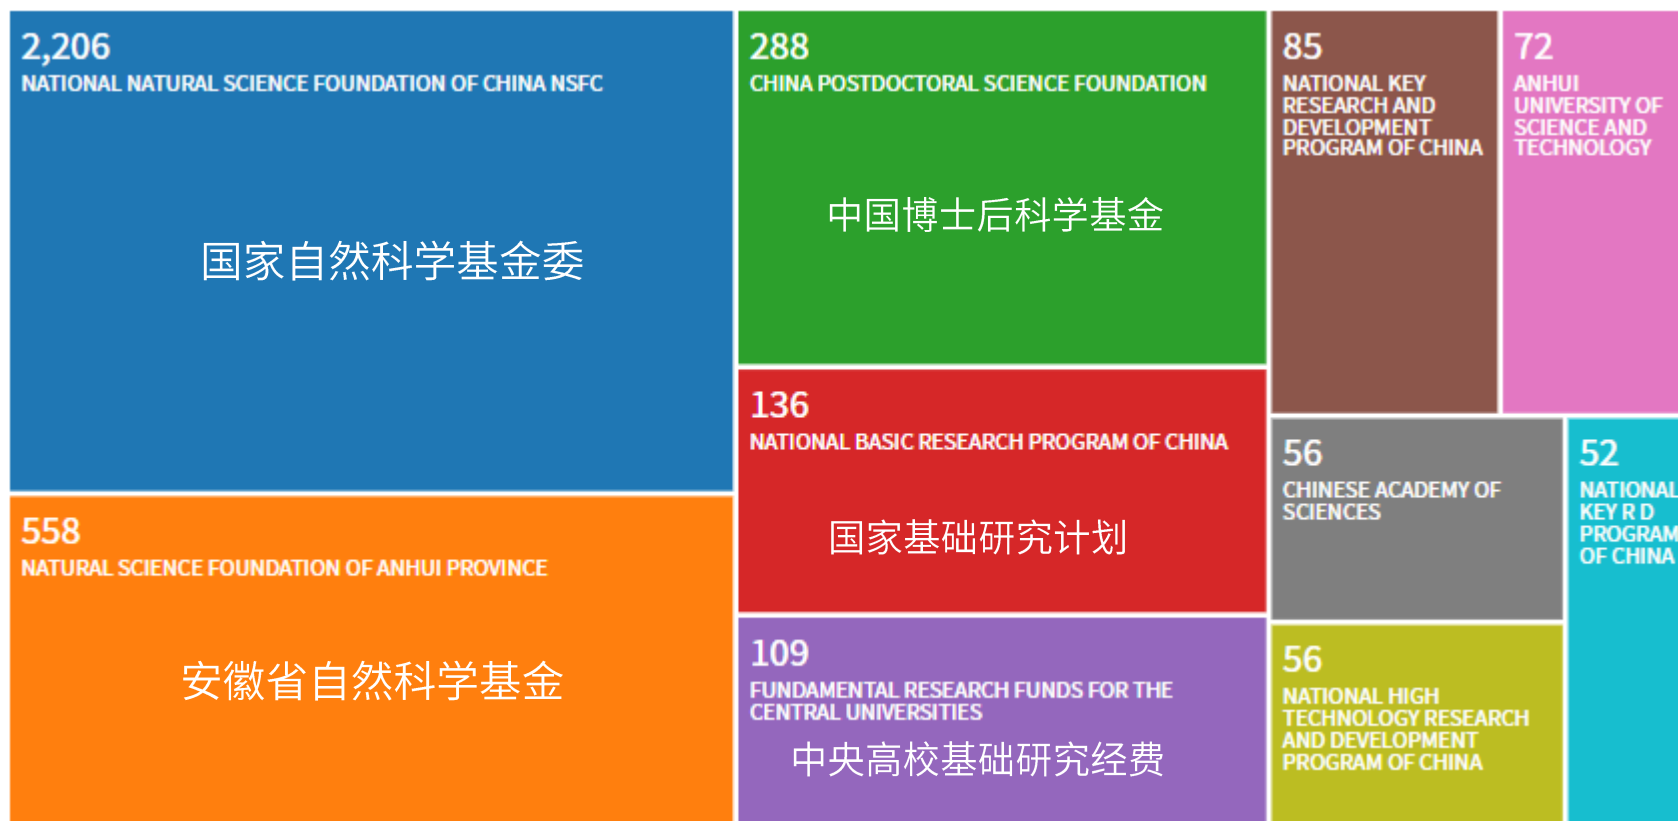 2,206
NATIONAL NATURAL SCIENCE FOUNDATION OF CHINA NSFC
国家自然科学基金委
558
NATURAL SCIENCE FOUNDATION OF ANHUI PROVINCE
安徽省自然科学基金
288
CHINA POSTDOCTORAL SCIENCE FOUNDATION
中国博士后科学基金
136
NATIONAL BASIC RESEARCH PROGRAM OF CHINA
国家基础研究计划
109
FUNDAMENTAL RESEARCH FUNDS FOR THE
CENTRAL UNIVERSITIES
中央高校基础研究经费
85
NATIONAL KEY
RESEARCH AND
DEVELOPMENT
PROGRAM OF CHINA
72
ANHUI
UNIVERSITY OF
SCIENCE AND
TECHNOLOGY
56
CHINESE ACADEMY OF
SCIENCES
56
NATIONAL HIGH
TECHNOLOGY RESEARCH
AND DEVELOPMENT
PROGRAM OF CHINA
52
NATIONAL
KEY R D
PROGRAM
OF CHINA